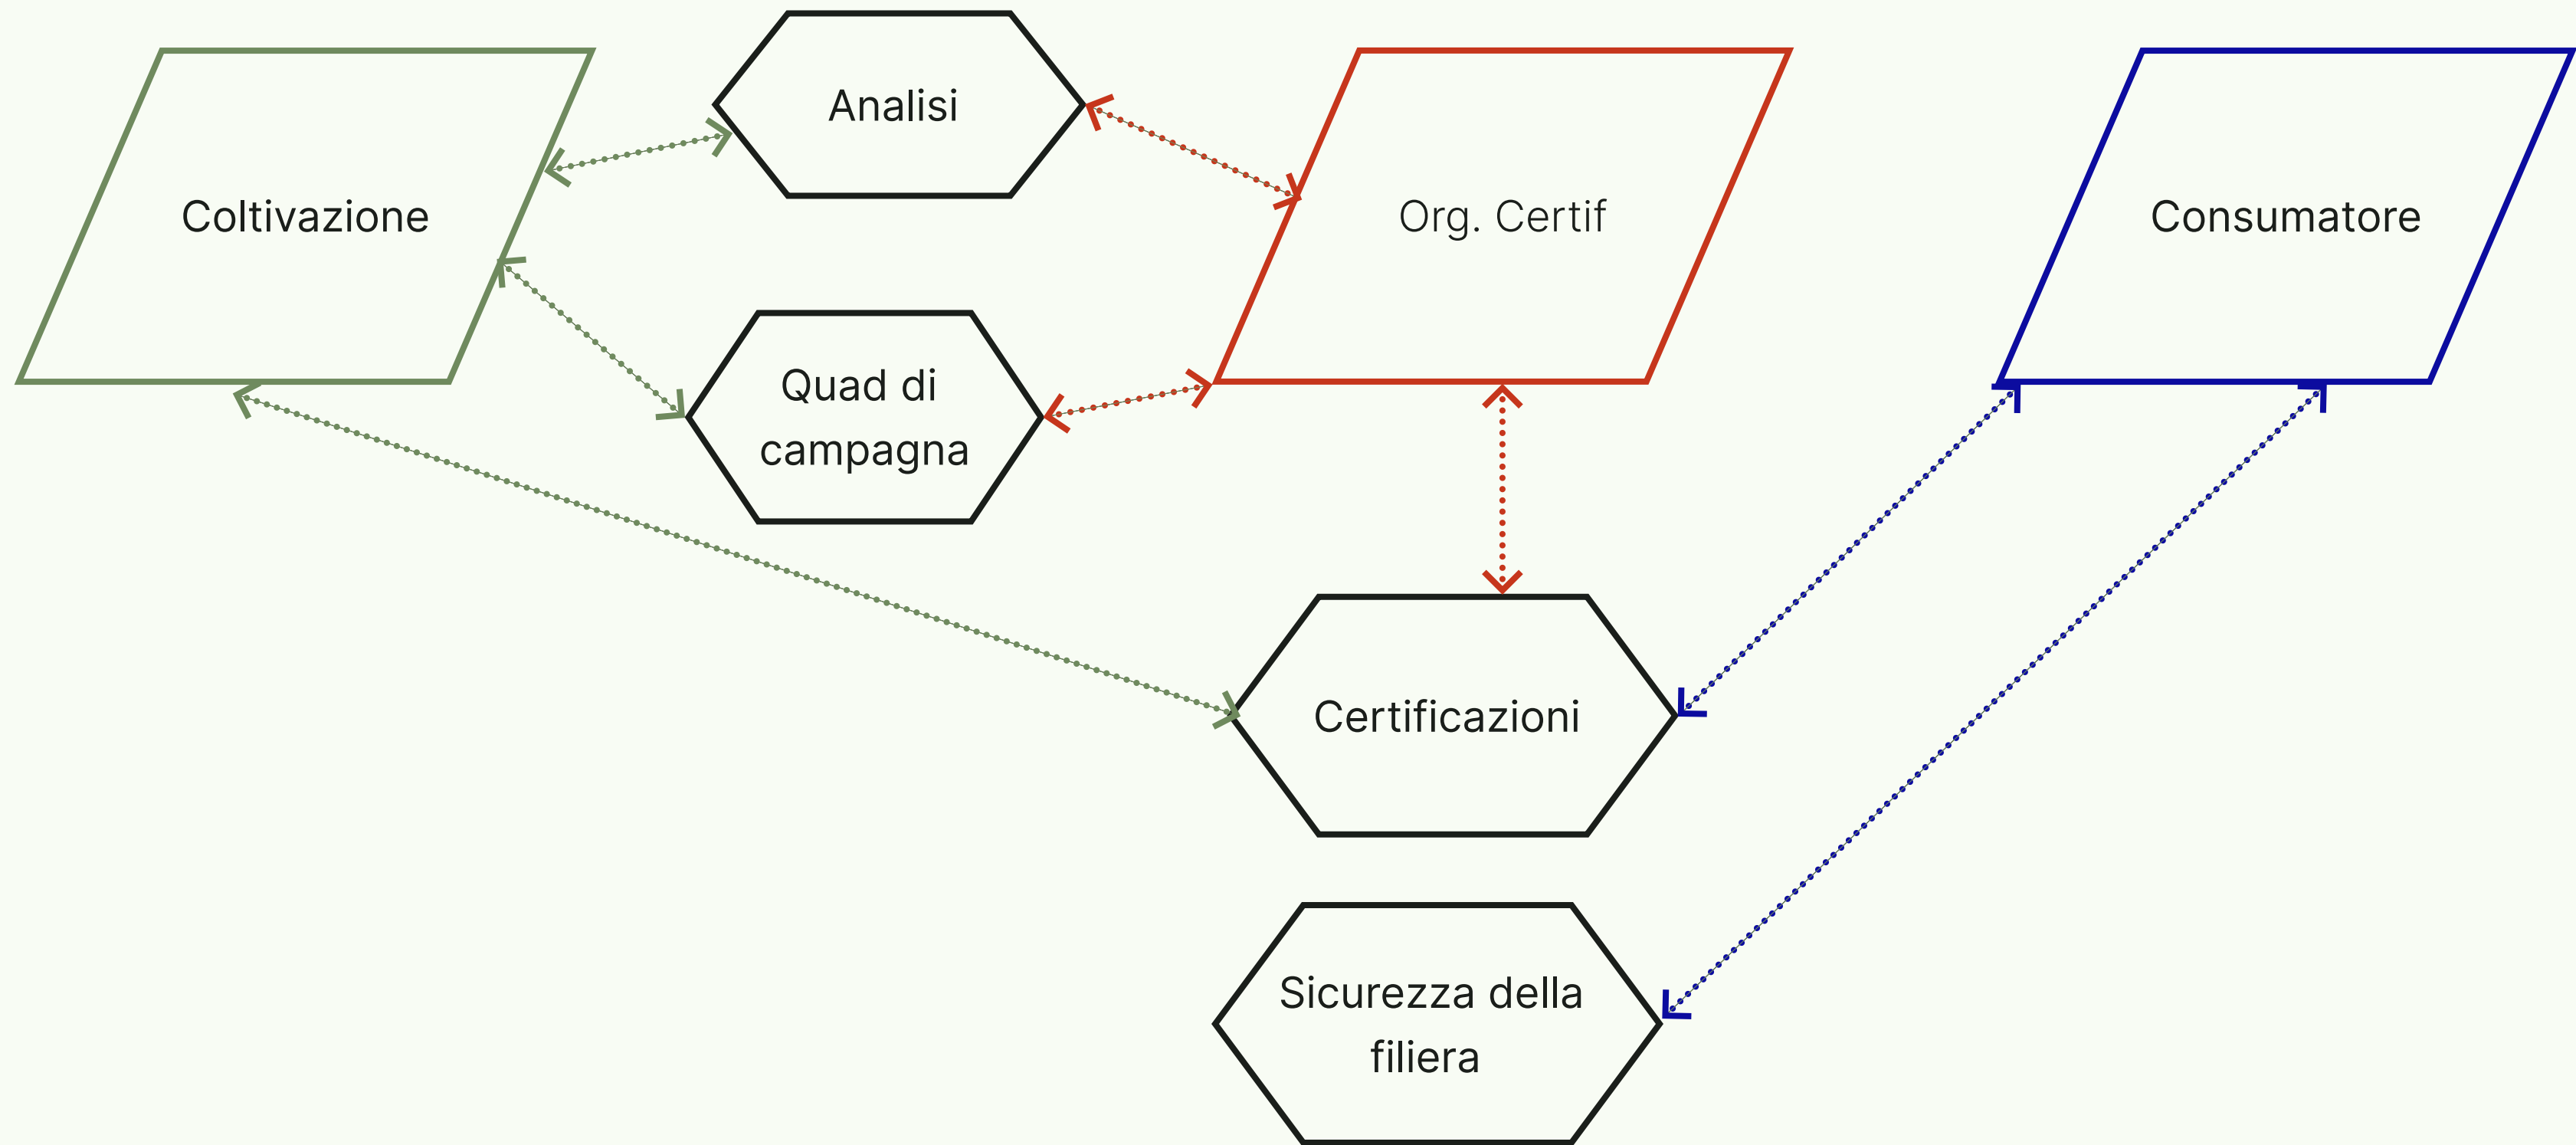 Analisi
Coltivazione
Org. Certif
Consumatore
Quad di
campagna
Certificazioni
Sicurezza della
filiera